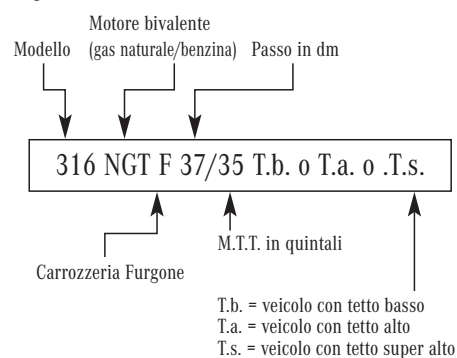 Motore bivalente
Modello (gas naturale/benzina) Passo in dm
316 NGT F 37/35 T.b. o T.a. o .T.s.
M.T.T. in quintali
Carrozzeria Furgone
T.b. = veicolo con tetto basso
T.a. = veicolo con tetto alto
T.s. = veicolo con tetto super alto